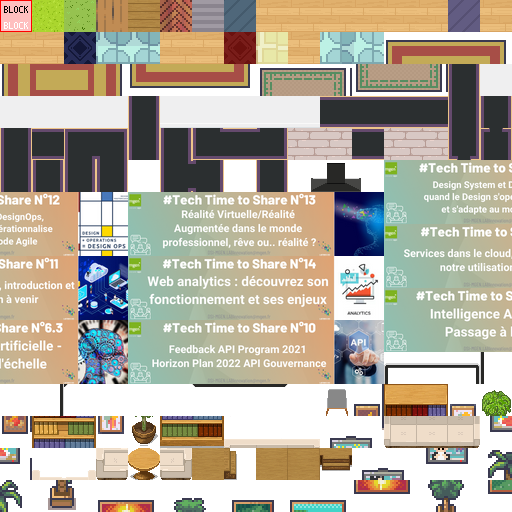 BLOCK
BLOCK
#Tech Time to S
Design System et D
quand le Design s'op
et s'adapte au m
Share N°12
DesignOps,
érationnalise
ode Agile
DESIGN
+ OPERATIONS
= DESIGN OPS
#Tech Time to Share N°13
Réalité Virtuelle/Réalité
Augmentée dans le monde
professionnel, rêve ou.. réalité ?
#Tech Time to S
Services dans le cloud,
notre utilisation
Share N°11
, introduction et
n à venir
#Tech Time to Share N°14
Web analytics : découvrez son
fonctionnement et ses enjeux
ANALYTICS
#Tech Time to S
Intelligence A
Passage à l
Share N°6.3
rtificielle -
l'échelle
#Tech Time to Share N°10
Feedback API Program 2021
Horizon Plan 2022 API Gouvernance
API